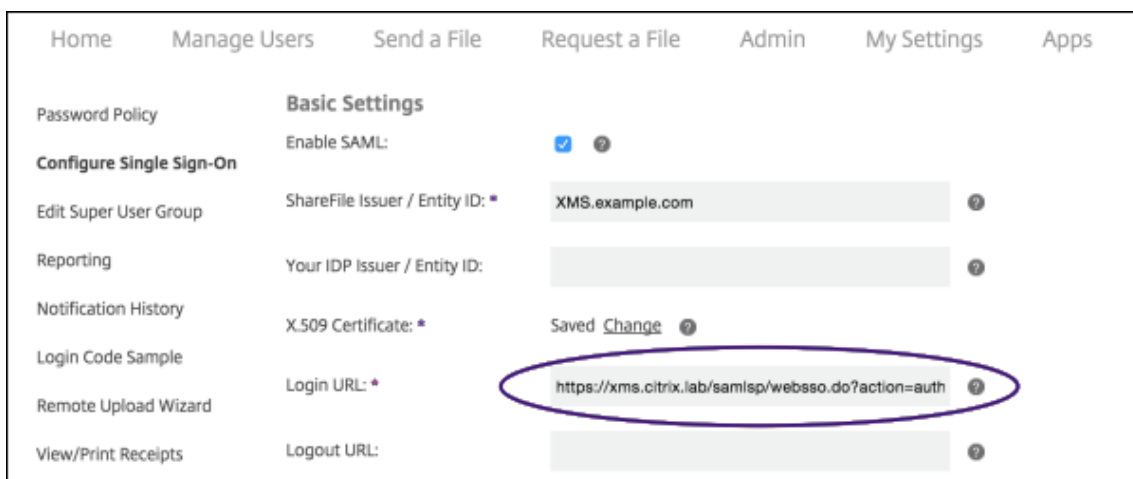 Home Manage Users Send a File Request a File Admin My Settings Apps
Password Policy
Configure Single Sign-On
Edit Super User Group
Reporting
Notification History
Login Code Sample
Remote Upload Wizard
View/Print Receipts
Basic Settings
Enable SAML: ?
ShareFile Issuer / Entity ID: * XMS.example.com ?
Your IDP Issuer / Entity ID: ?
X.509 Certificate: * Saved Change ?
Login URL: * https://xms.citrix.lab/samlsp/websso.do?action=auth ?
Logout URL: ?